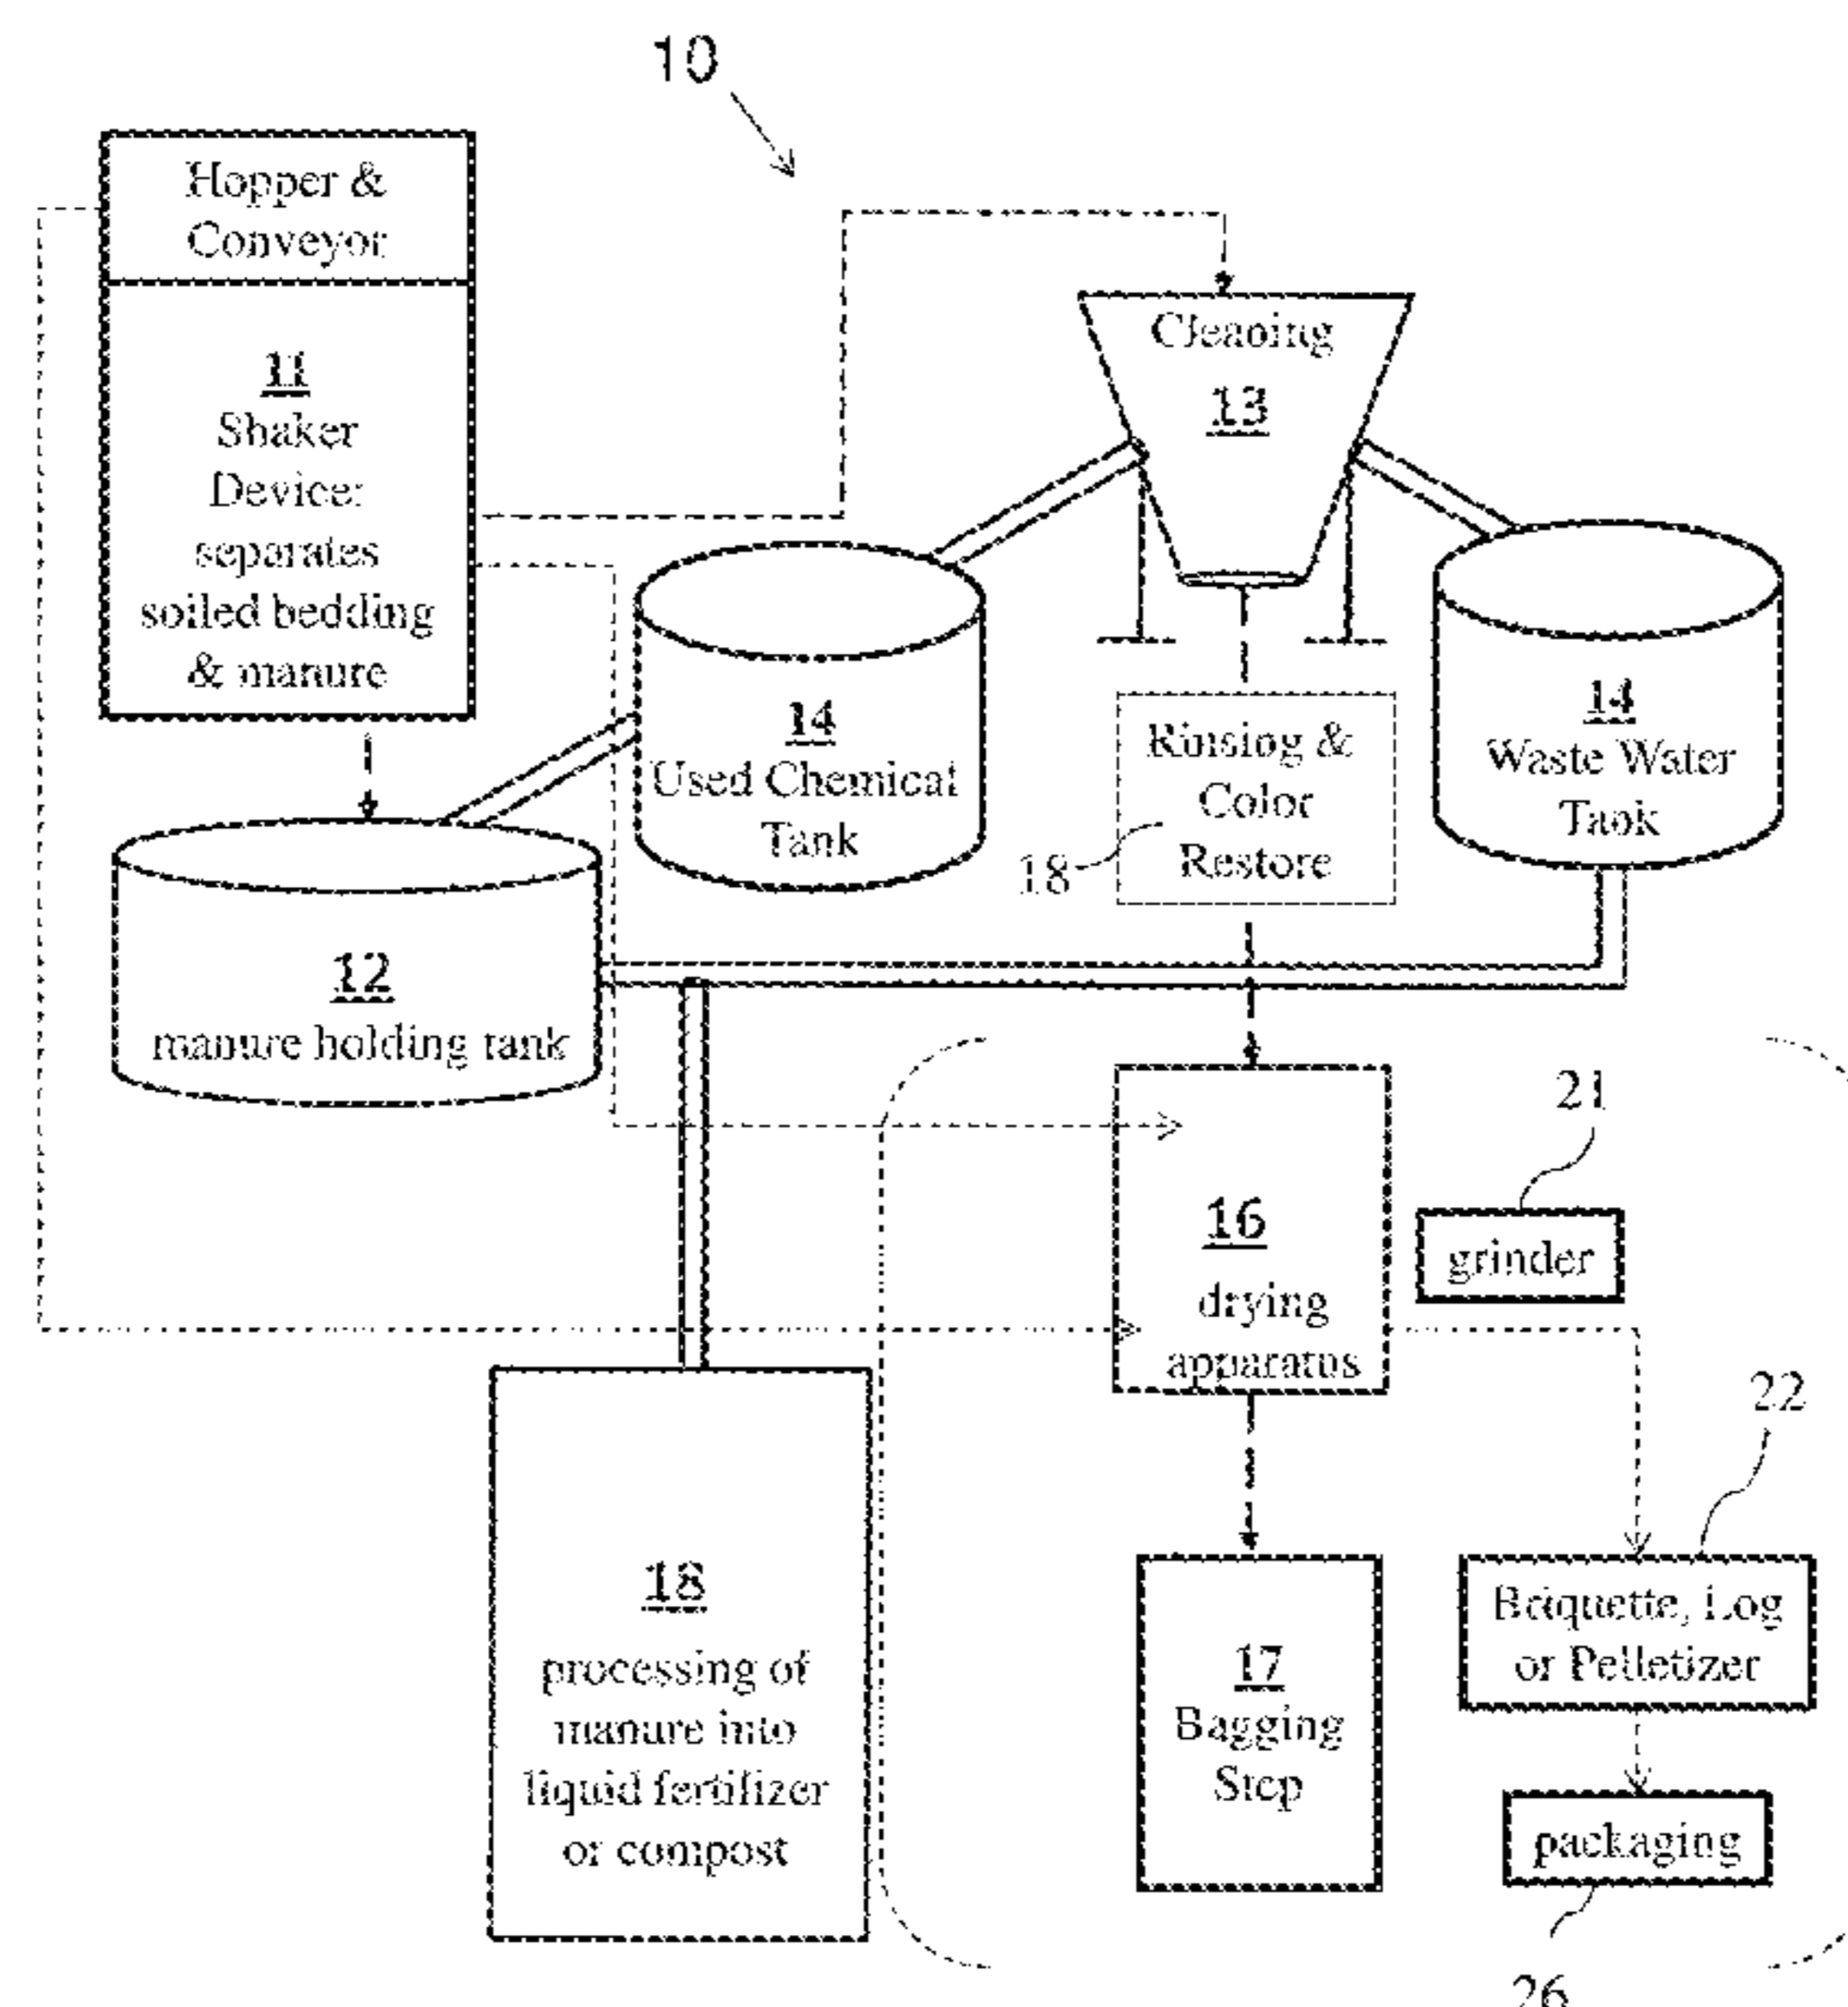 10
Hopper &
Conveyor
11
Shaker
Device:
separates
soiled bedding
& manure
Cleaning
13
14
Used Chemical
Tank
Rinsing &
Color
Restore
18
14
Waste Water
Tank
12
manure holding tank
16
drying
apparatus
21
grinder
22
Briquette, Log
or Pelletizer
18
processing of
manure into
liquid fertilizer
or compost
17
Bagging
Step
packaging
26